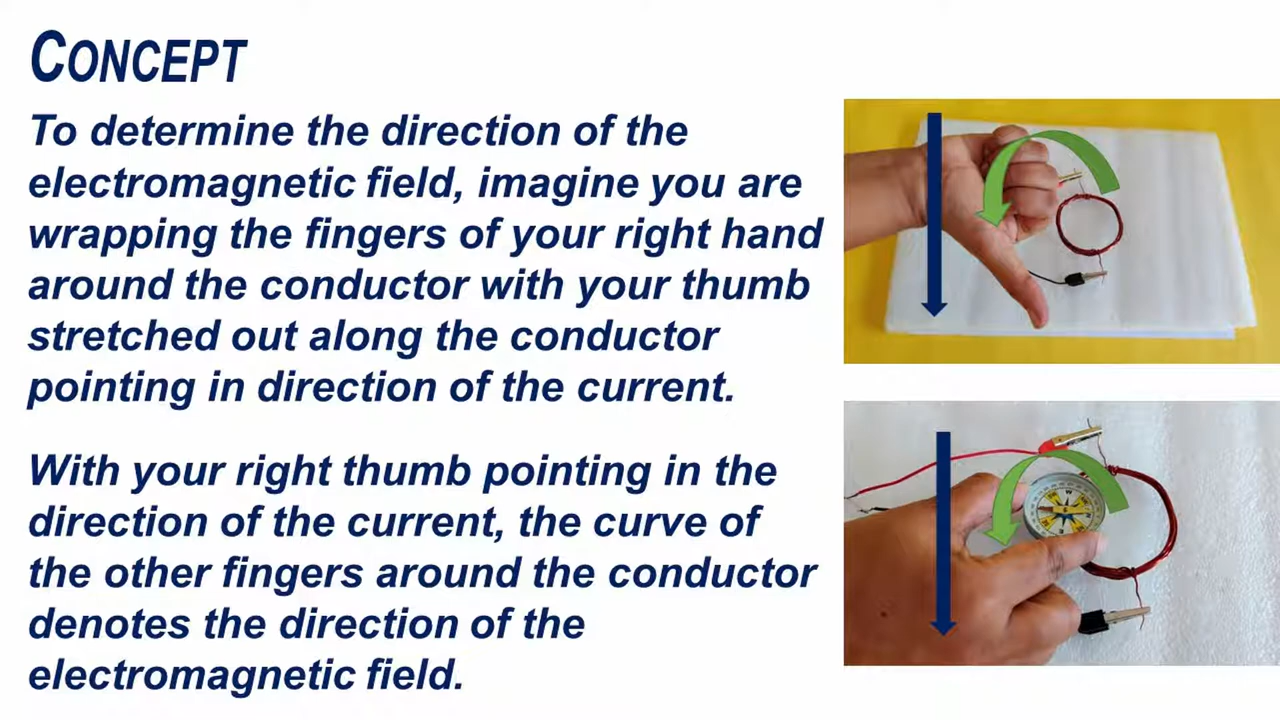 CONCEPT
To determine the direction of the
electromagnetic field, imagine you are
wrapping the fingers of your right hand
around the conductor with your thumb
stretched out along the conductor
pointing in direction of the current.
With your right thumb pointing in the
direction of the current, the curve of
the other fingers around the conductor
denotes the direction of the
electromagnetic field.